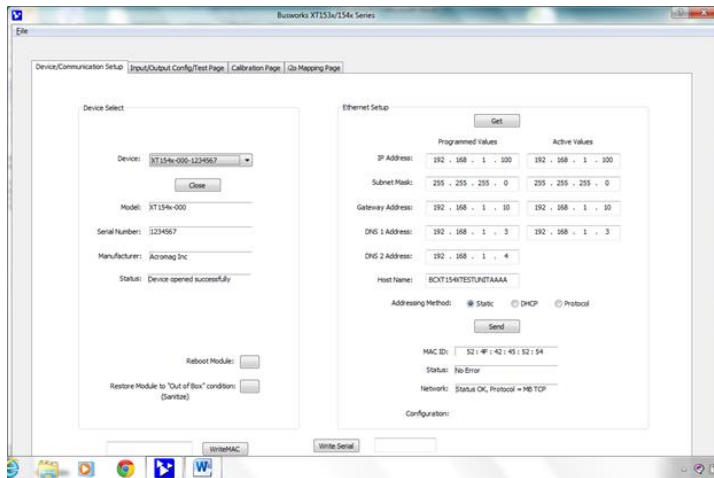 Busworks XT153x/154x Series
File
Device/Communication Setup Input/Output Config/Test Page Calibration Page i2o Mapping Page
Device Select
Device: XT154x-000-1234567
Close
Model: XT154x-000
Serial Number: 1234567
Manufacturer: Acromag Inc
Status: Device opened successfully
Reboot Module:
Restore Module to "Out of Box" condition:
(Sanitize)
WriteMAC
Ethernet Setup
Get
Programmed Values Active Values
IP Address: 192 . 168 . 1 . 100 192 . 168 . 1 . 100
Subnet Mask: 255 . 255 . 255 . 0 255 . 255 . 255 . 0
Gateway Address: 192 . 168 . 1 . 10 192 . 168 . 1 . 10
DNS 1 Address: 192 . 168 . 1 . 3 192 . 168 . 1 . 3
DNS 2 Address: 192 . 168 . 1 . 4
Host Name: BCXT154XTESTUNITAAAA
Addressing Method: Static DHCP Protocol
Send
MAC ID: 52 : 4F : 42 : 45 : 52 : 54
Status: No Error
Network: Status OK, Protocol = MB TCP
Configuration:
Write Serial